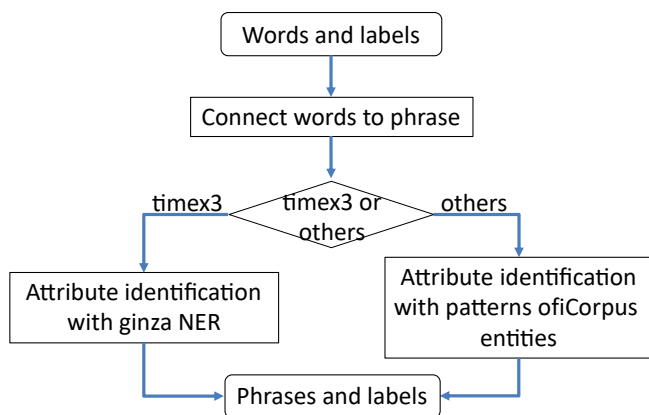 Words and labels
Connect words to phrase
timex3
timex3 or
others
others
Attribute identification
with ginza NER
Attribute identification
with patterns ofiCorpus
entities
Phrases and labels